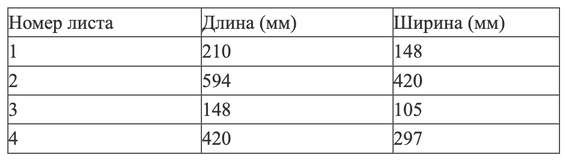 Номер листа Длина (мм) Ширина (мм)
1 210 148
2 594 420
3 148 105
4 420 297